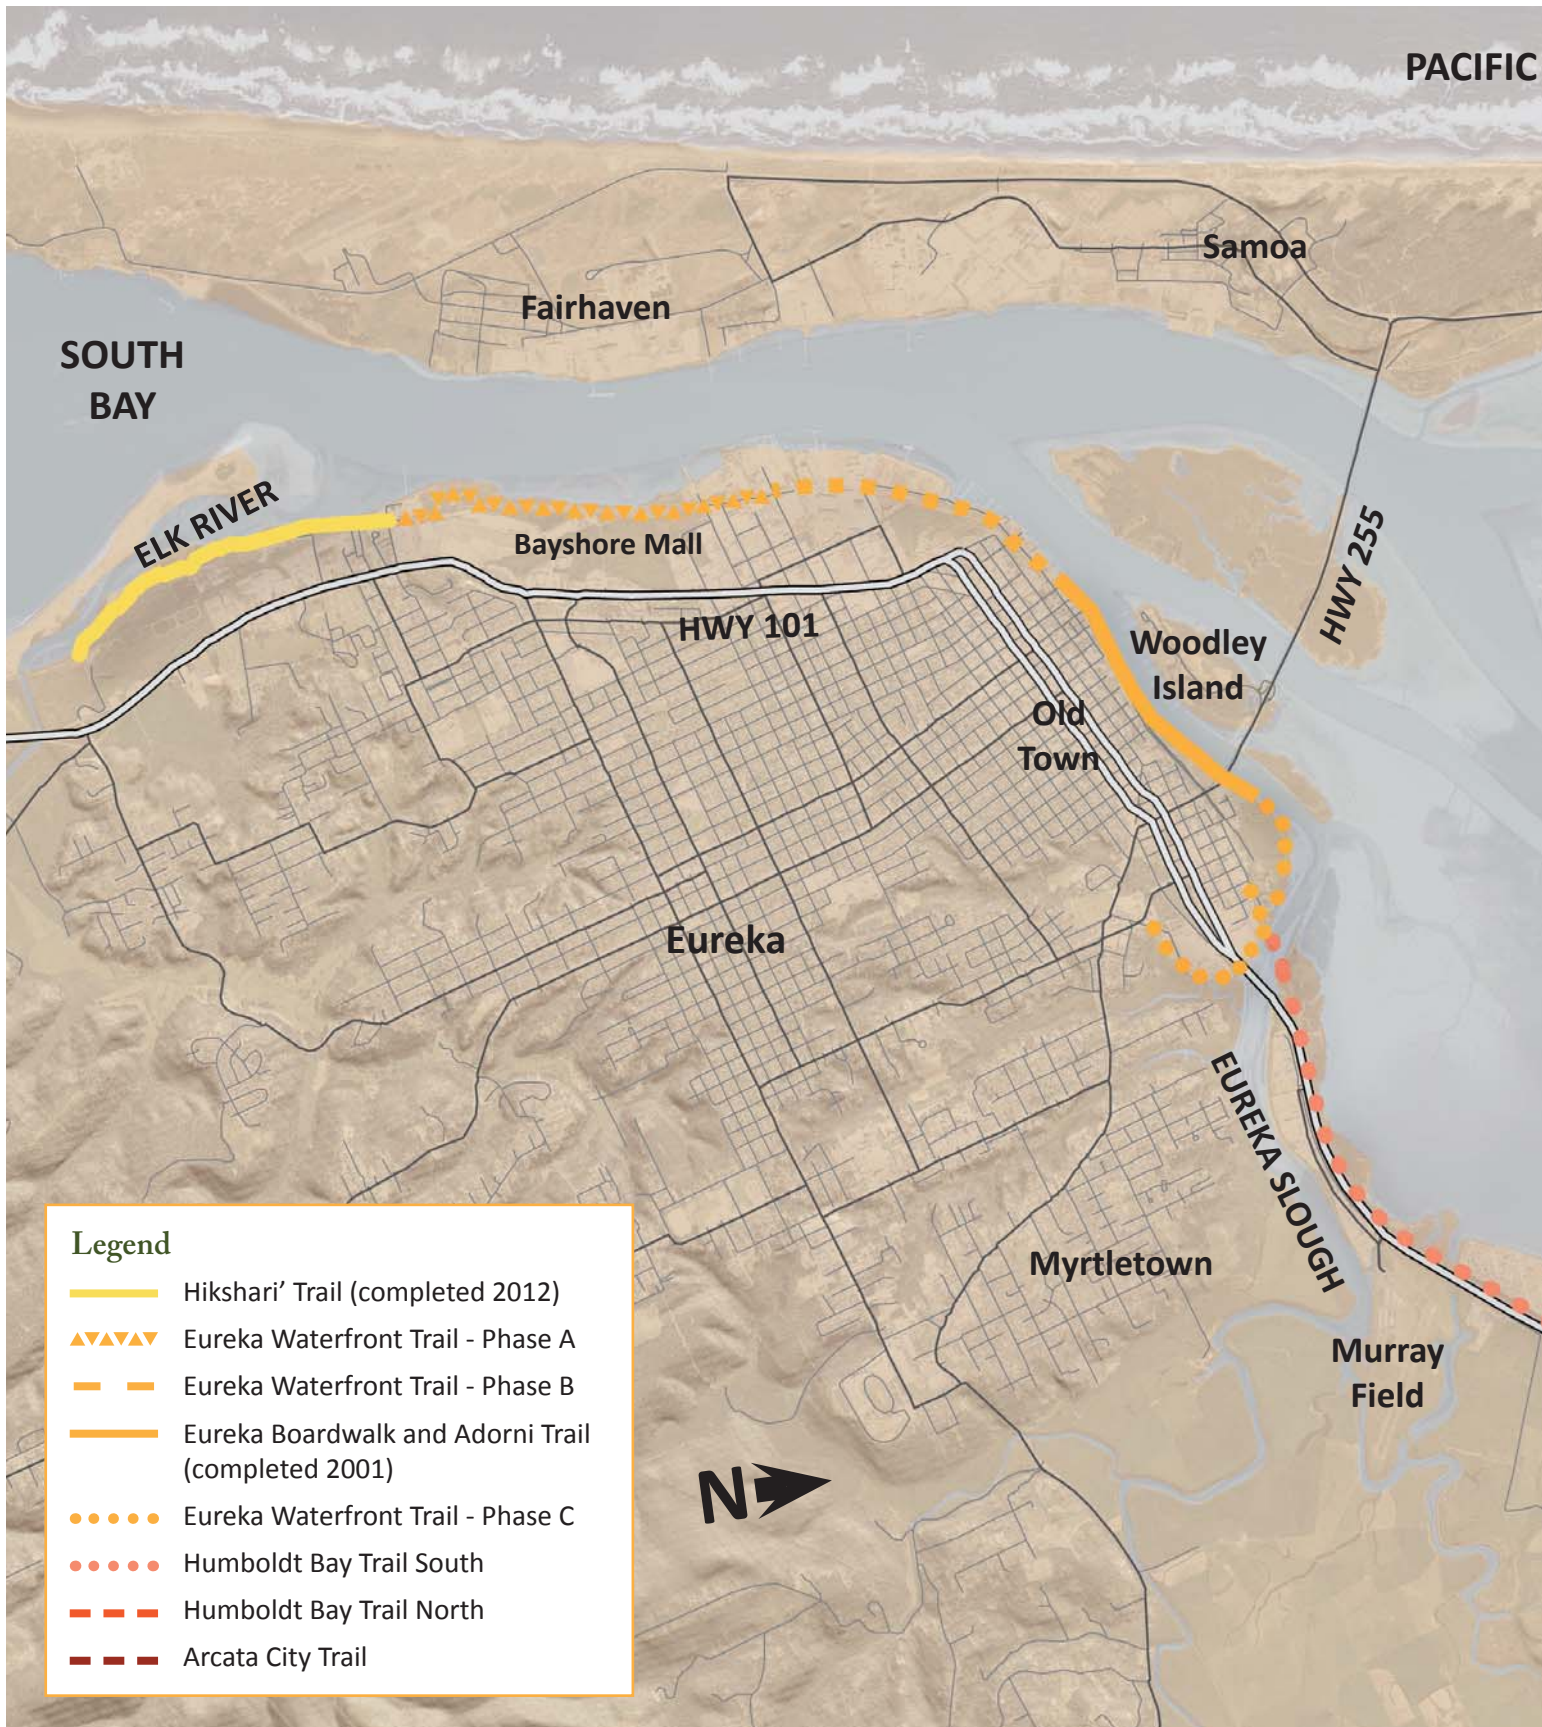 PACIFIC
Samoa
Fairhaven
SOUTH
BAY
ELK RIVER
Bayshore Mall
HWY 255
HWY 101
Woodley
Island
Old
Town
Eureka
EUREKA SLOUGH
Myrtletown
Murray
Field
N
Legend
Hikshari’ Trail (completed 2012)
Eureka Waterfront Trail - Phase A
Eureka Waterfront Trail - Phase B
Eureka Boardwalk and Adorni Trail
(completed 2001)
Eureka Waterfront Trail - Phase C
Humboldt Bay Trail South
Humboldt Bay Trail North
Arcata City Trail